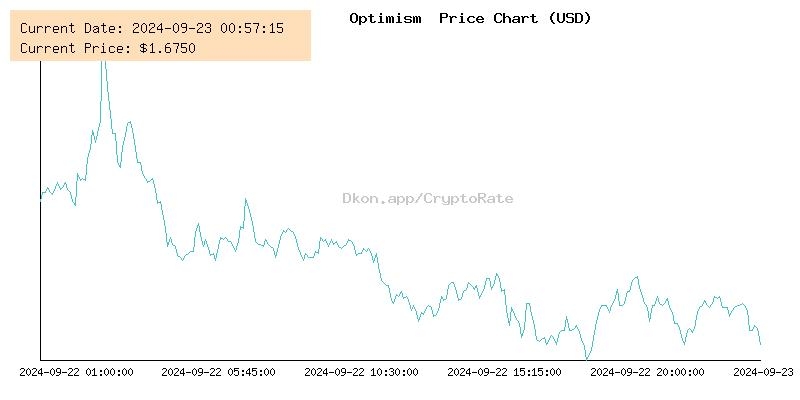 Optimism  Price Chart (USD)
Current Date: 2024-09-23 00:57:15
Current Price: $1.6750
Dkon.app/CryptoRate
2024-09-22 01:00:00 2024-09-22 05:45:00 2024-09-22 10:30:00 2024-09-22 15:15:00 2024-09-22 20:00:00 2024-09-23